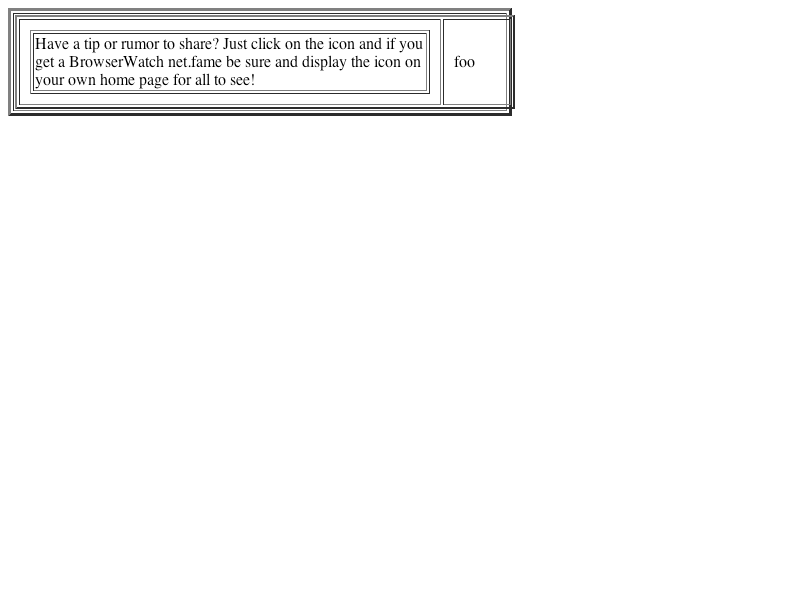 Have a tip or rumor to share? Just click on the icon and if you
get a BrowserWatch net.fame be sure and display the icon on
your own home page for all to see!
foo